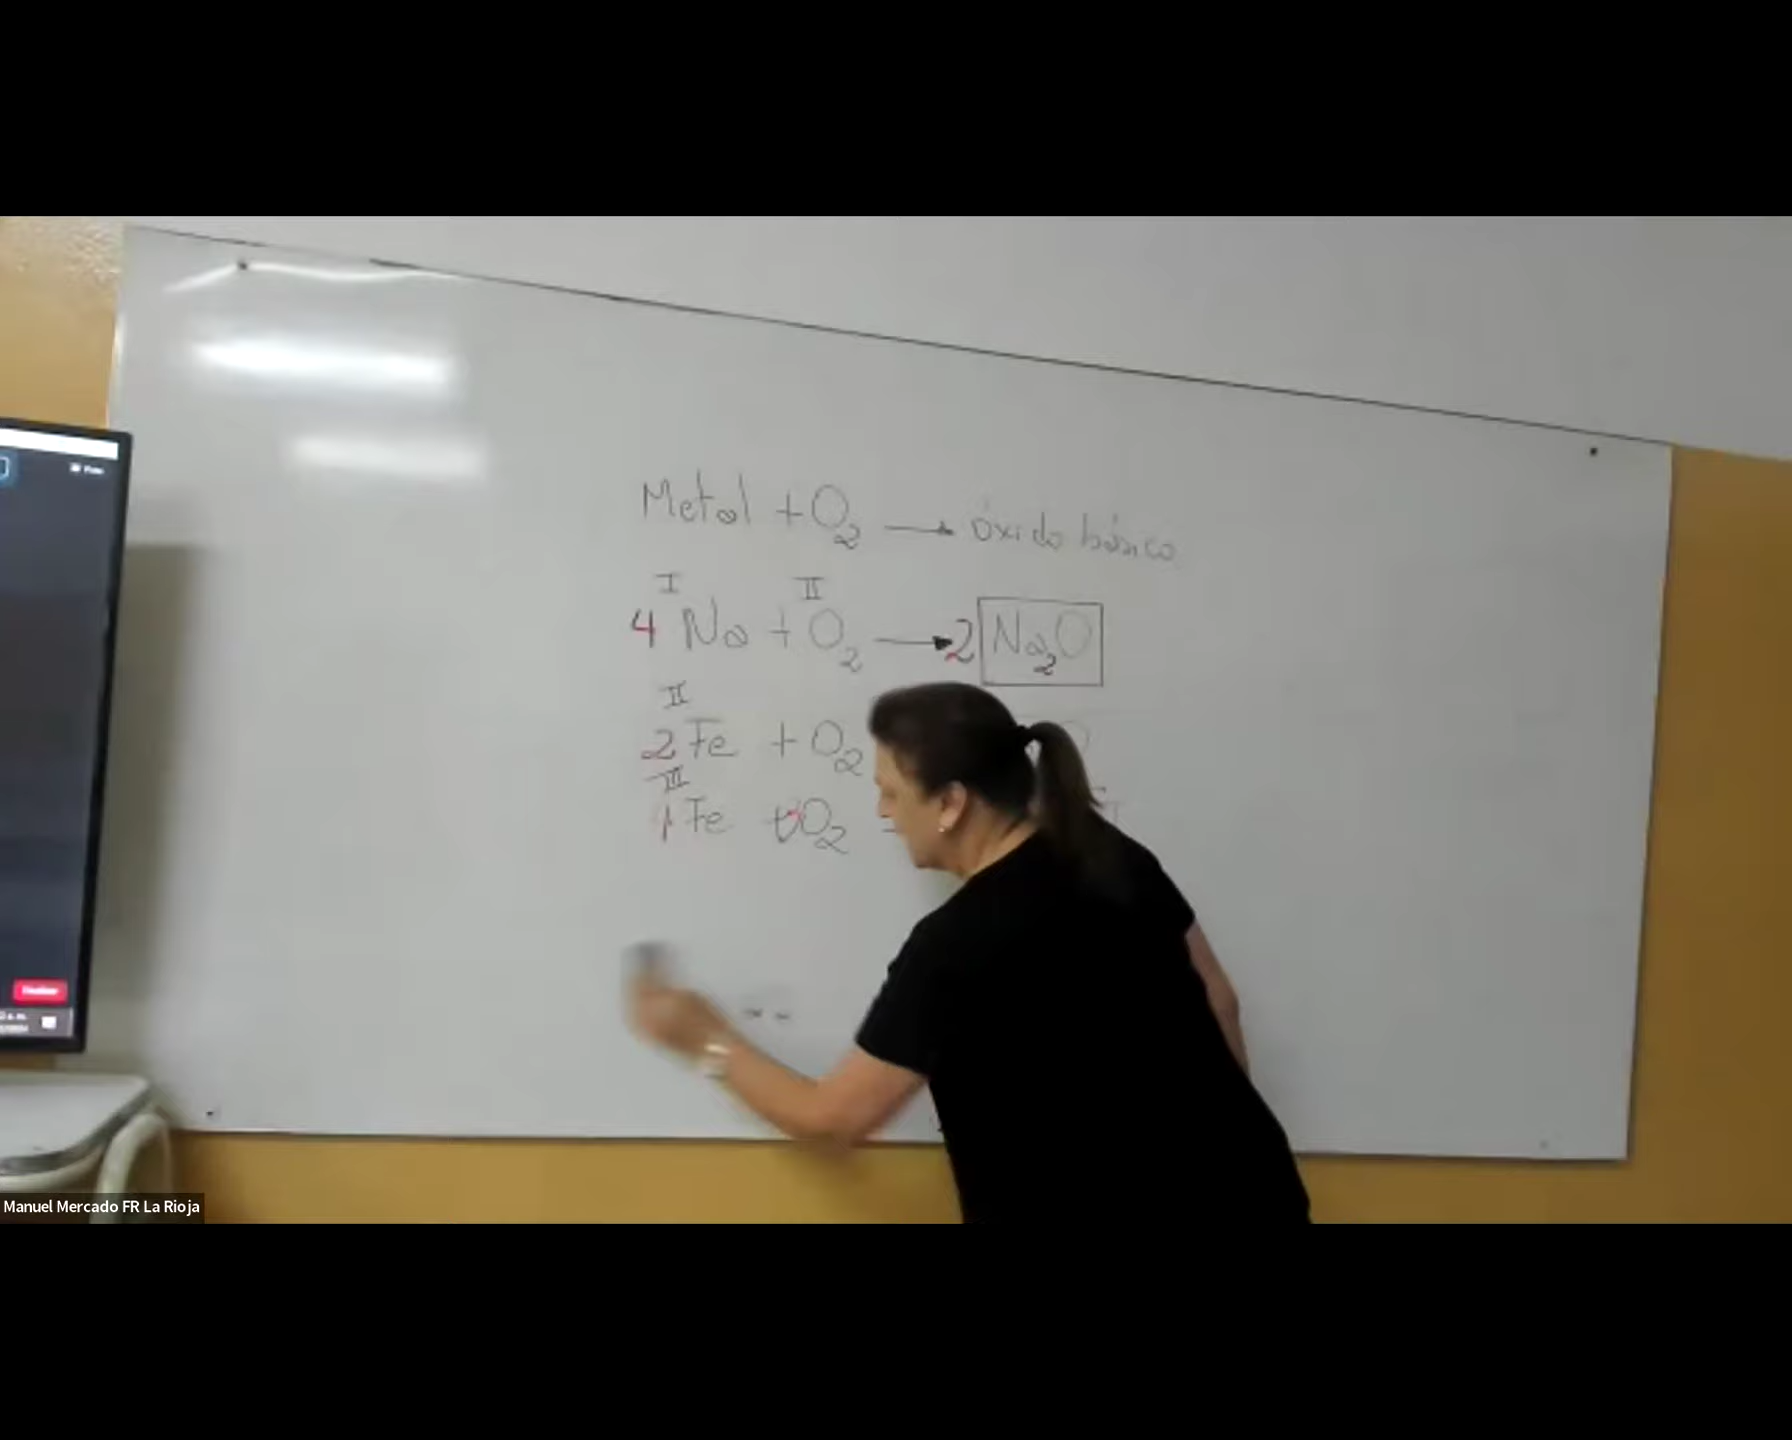 Metal + O2 → óxido básico
I II
4 Na + O2 → 2 Na2O
II
2 Fe + O2 O
III
Fe O2
Manuel Mercado FR La Rioja